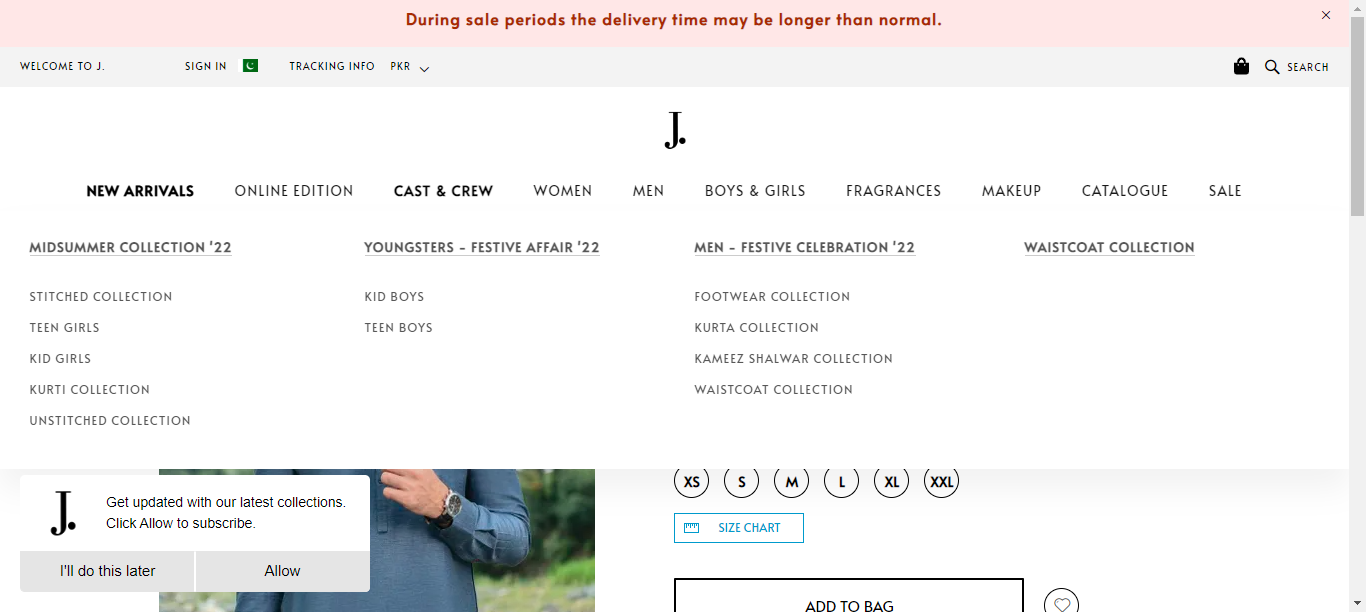 During sale periods the delivery time may be longer than normal.
WELCOME TO J. SIGN IN TRACKING INFO PKR SEARCH
J.
NEW ARRIVALS ONLINE EDITION CAST & CREW WOMEN MEN BOYS & GIRLS FRAGRANCES MAKEUP CATALOGUE SALE
MIDSUMMER COLLECTION '22 YOUNGSTERS - FESTIVE AFFAIR '22 MEN - FESTIVE CELEBRATION '22 WAISTCOAT COLLECTION
STITCHED COLLECTION KID BOYS FOOTWEAR COLLECTION
TEEN GIRLS TEEN BOYS KURTA COLLECTION
KID GIRLS KAMEEZ SHALWAR COLLECTION
KURTI COLLECTION WAISTCOAT COLLECTION
UNSTITCHED COLLECTION
XS S M L XL XXL
J. Get updated with our latest collections.
Click Allow to subscribe.
SIZE CHART
I'll do this later Allow
ADD TO BAG